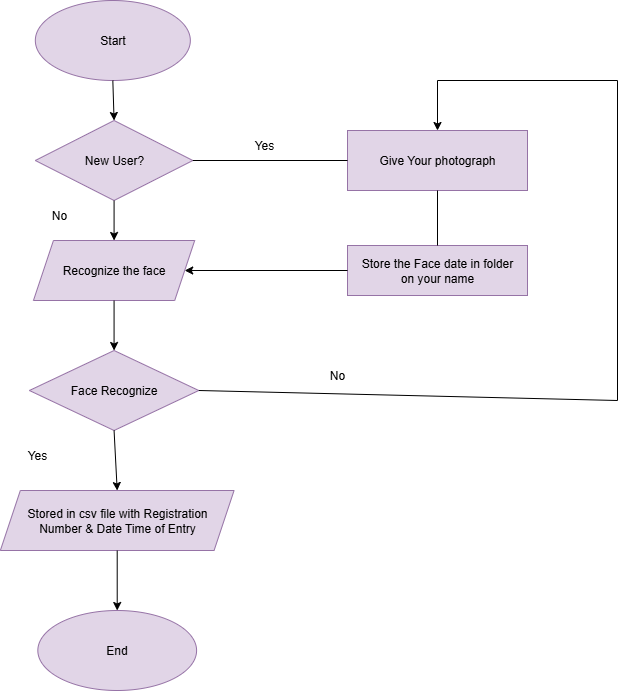 Start
New User?
Yes
Give Your photograph
No
Recognize the face
Store the Face date in folder
on your name
Face Recognize
No
Yes
Stored in csv file with Registration
Number & Date Time of Entry
End